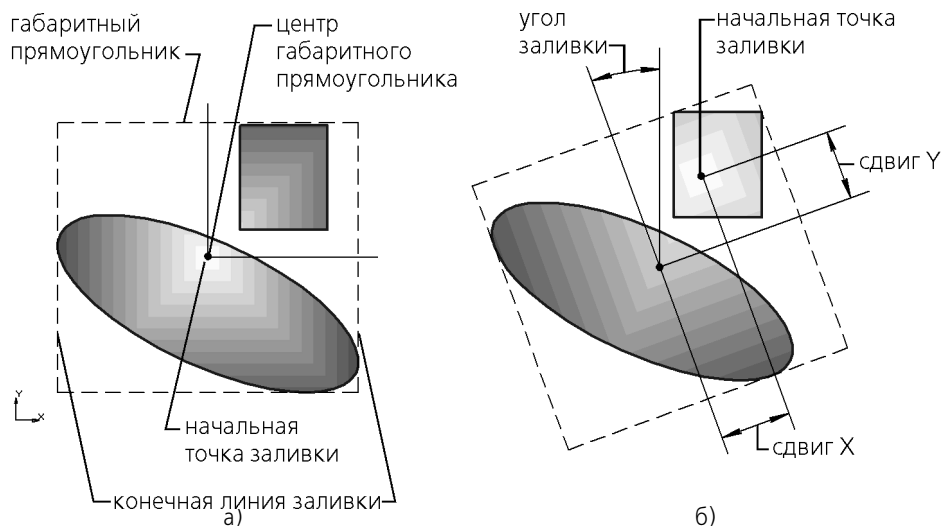 габаритный
прямоугольник
центр
габаритного
прямоугольника
Y
X
начальная
точка заливки
конечная линия заливки
а)
угол
заливки
начальная точка
заливки
сдвиг Y
сдвиг X
б)